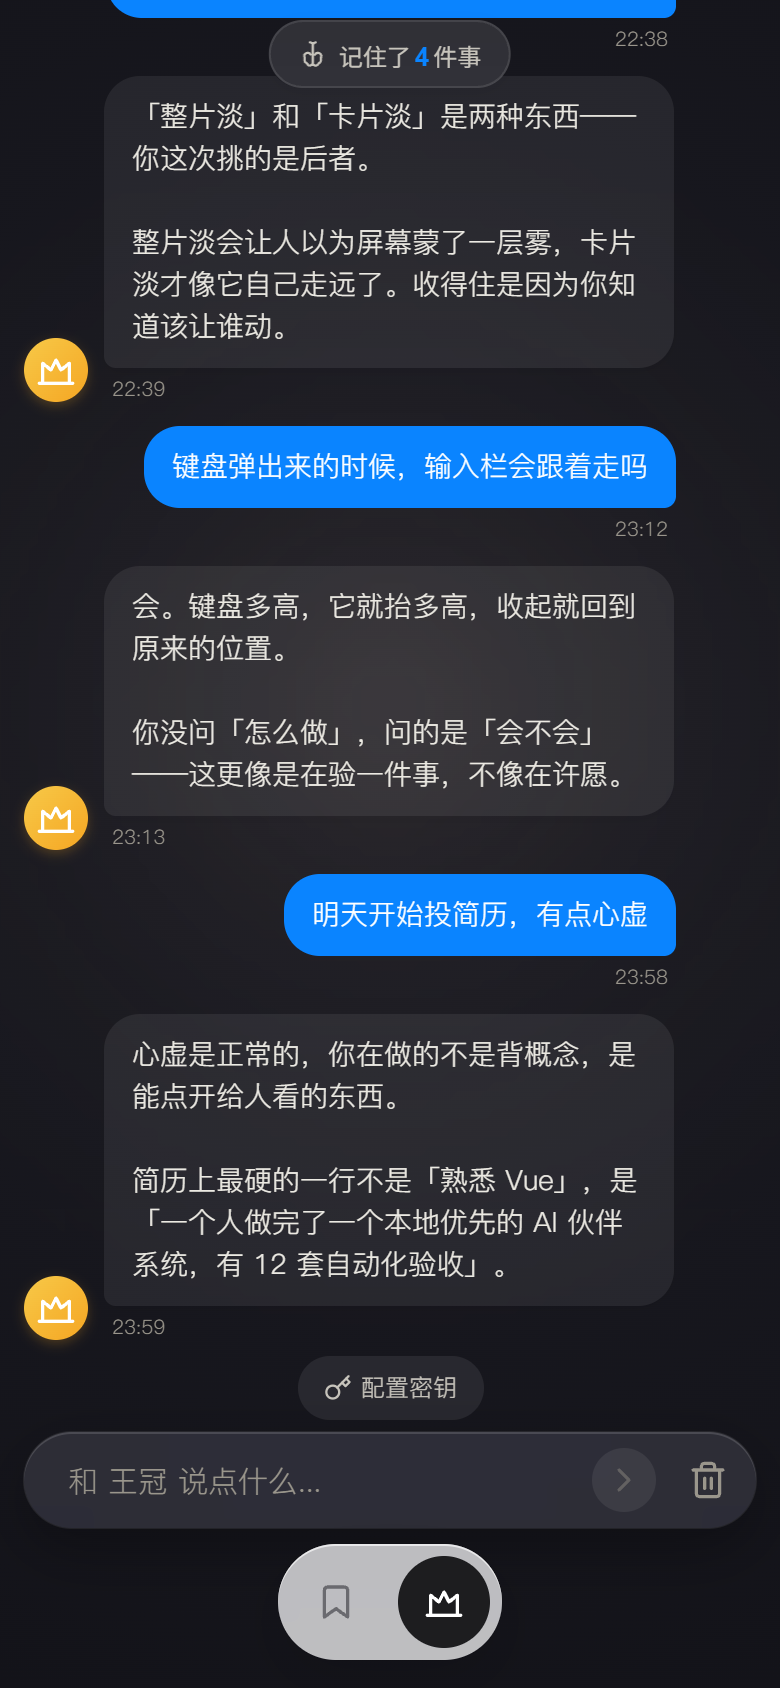 22:38
记住了 4 件事
「整片淡」和「卡片淡」是两种东西——
你这次挑的是后者。
整片淡会让人以为屏幕蒙了一层雾，卡片
淡才像它自己走远了。收得住是因为你知
道该让谁动。
22:39
键盘弹出来的时候，输入栏会跟着走吗
23:12
会。键盘多高，它就抬多高，收起就回到
原来的位置。
你没问「怎么做」，问的是「会不会」
——这更像是在验一件事，不像在许愿。
23:13
明天开始投简历，有点心虚
23:58
心虚是正常的，你在做的不是背概念，是
能点开给人看的东西。
简历上最硬的一行不是「熟悉 Vue」，是
「一个人做完了一个本地优先的 AI 伙伴
系统，有 12 套自动化验收」。
23:59
配置密钥
和 王冠 说点什么...